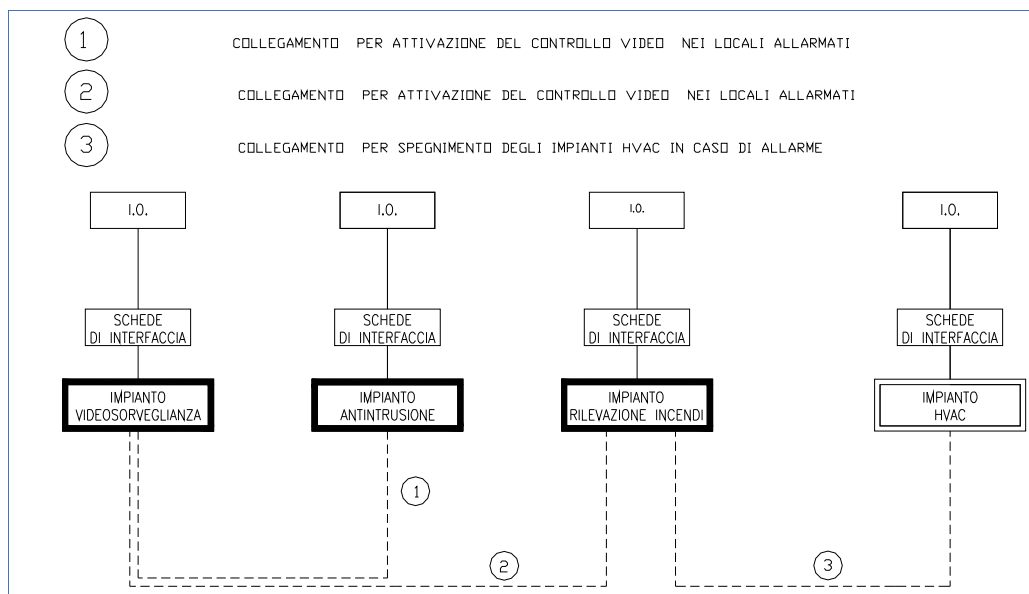 1 COLLEGAMENTO PER ATTIVAZIONE DEL CONTROLLO VIDEO NEI LOCALI ALLARMATI
2 COLLEGAMENTO PER ATTIVAZIONE DEL CONTROLLO VIDEO NEI LOCALI ALLARMATI
3 COLLEGAMENTO PER SPEGNIMENTO DEGLI IMPIANTI HVAC IN CASO DI ALLARME
I.O.
I.O.
I.O.
I.O.
SCHEDE
DI INTERFACCIA
SCHEDE
DI INTERFACCIA
SCHEDE
DI INTERFACCIA
SCHEDE
DI INTERFACCIA
IMPIANTO
VIDEOSORVEGLIANZA
IMPIANTO
ANTINTRUSIONE
IMPIANTO
RILEVAZIONE INCENDI
IMPIANTO
HVAC
1
2
3